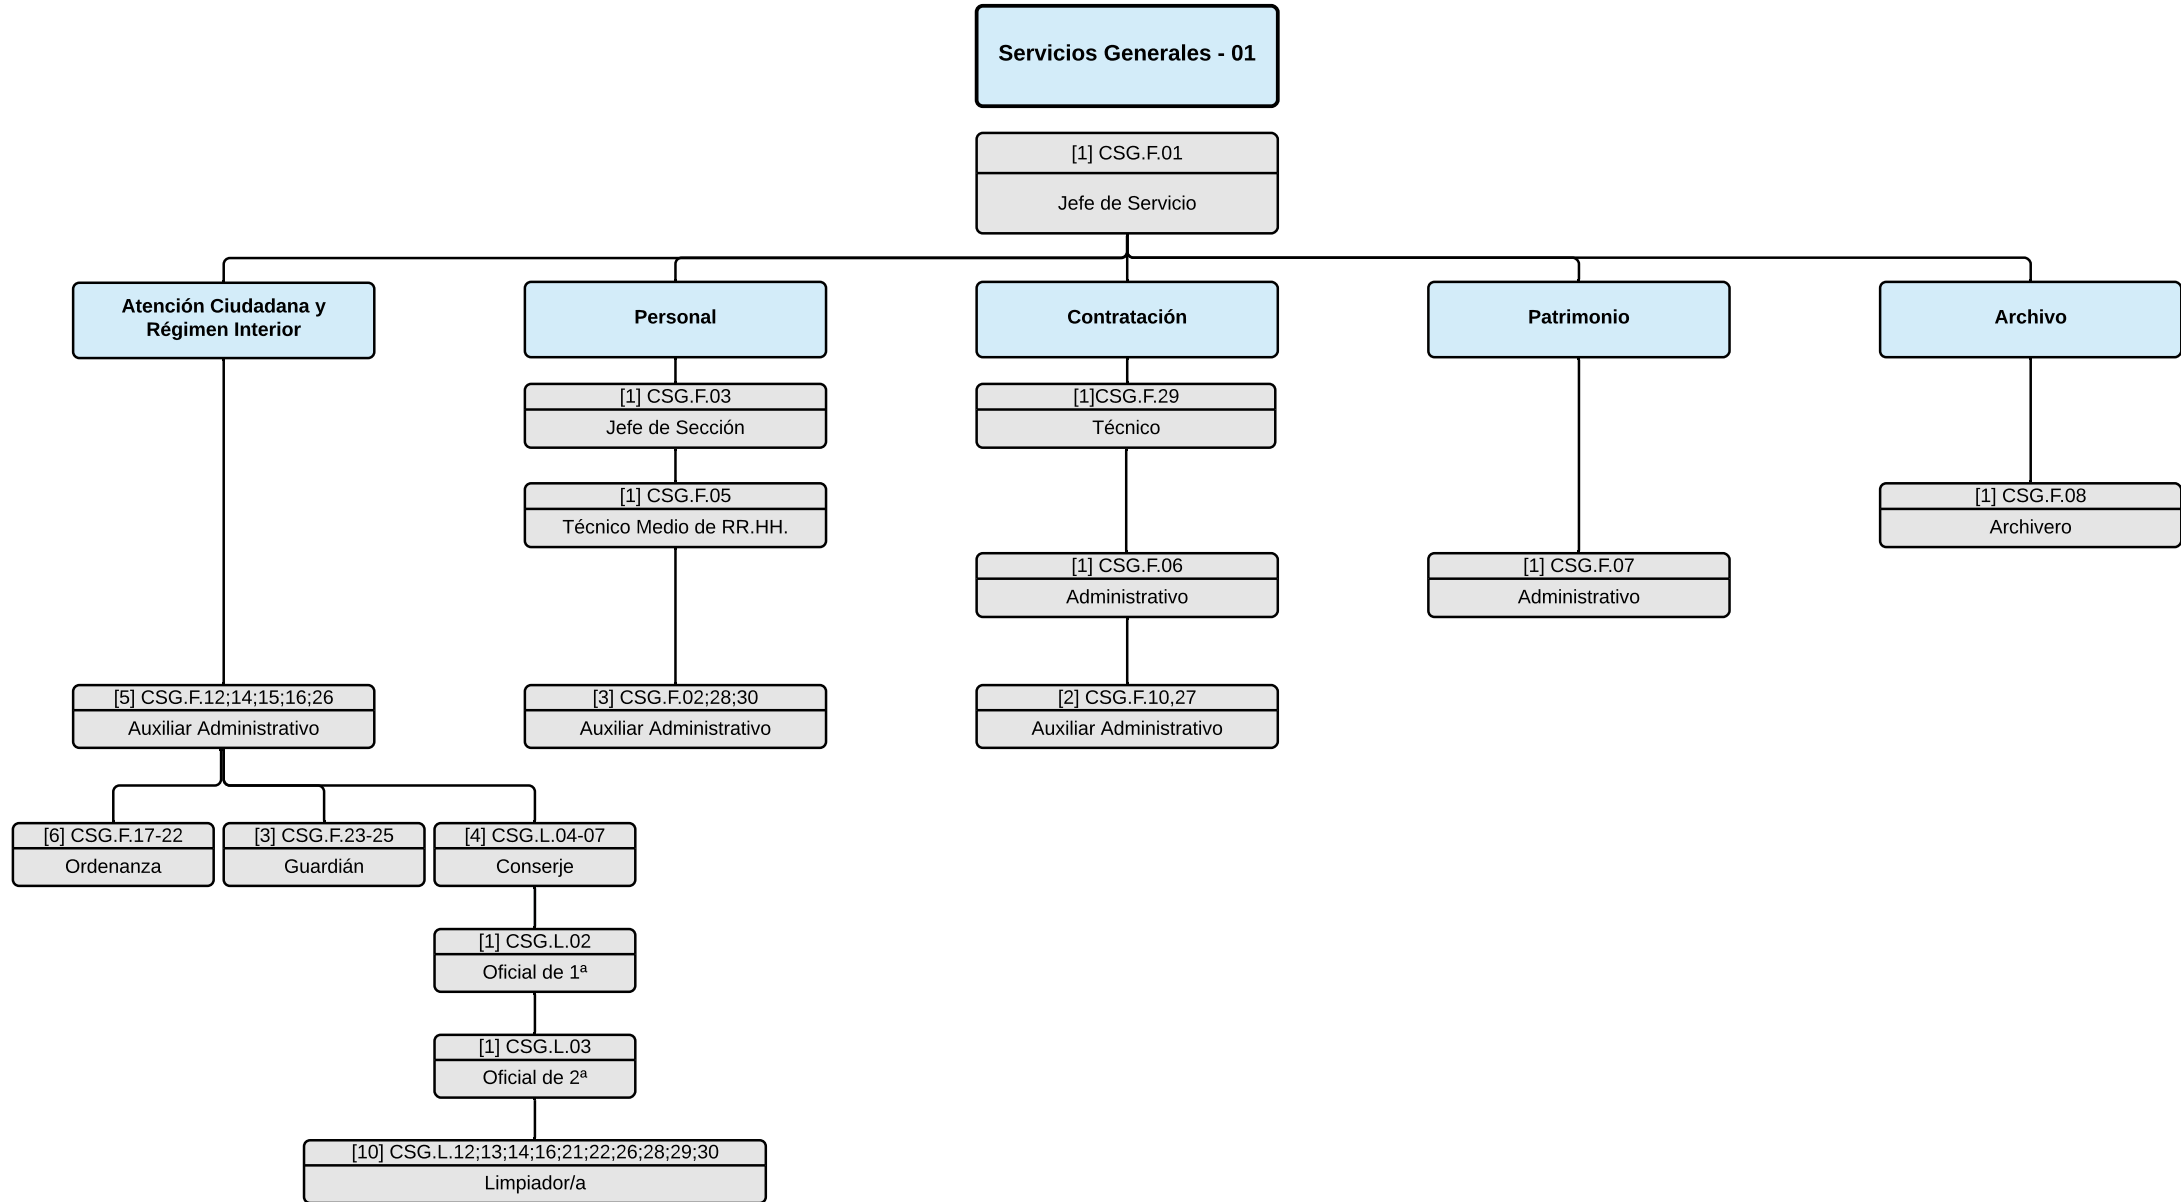 Servicios Generales - 01
[1] CSG.F.01
Jefe de Servicio
Atención Ciudadana y
Régimen Interior
Personal
Contratación
Patrimonio
Archivo
[1] CSG.F.03
Jefe de Sección
[1]CSG.F.29
Técnico
[1] CSG.F.05
Técnico Medio de RR.HH.
[1] CSG.F.08
Archivero
[1] CSG.F.06
Administrativo
[1] CSG.F.07
Administrativo
[5] CSG.F.12;14;15;16;26
Auxiliar Administrativo
[3] CSG.F.02;28;30
Auxiliar Administrativo
[2] CSG.F.10,27
Auxiliar Administrativo
[6] CSG.F.17-22
Ordenanza
[3] CSG.F.23-25
Guardián
[4] CSG.L.04-07
Conserje
[1] CSG.L.02
Oficial de 1ª
[1] CSG.L.03
Oficial de 2ª
[10] CSG.L.12;13;14;16;21;22;26;28;29;30
Limpiador/a